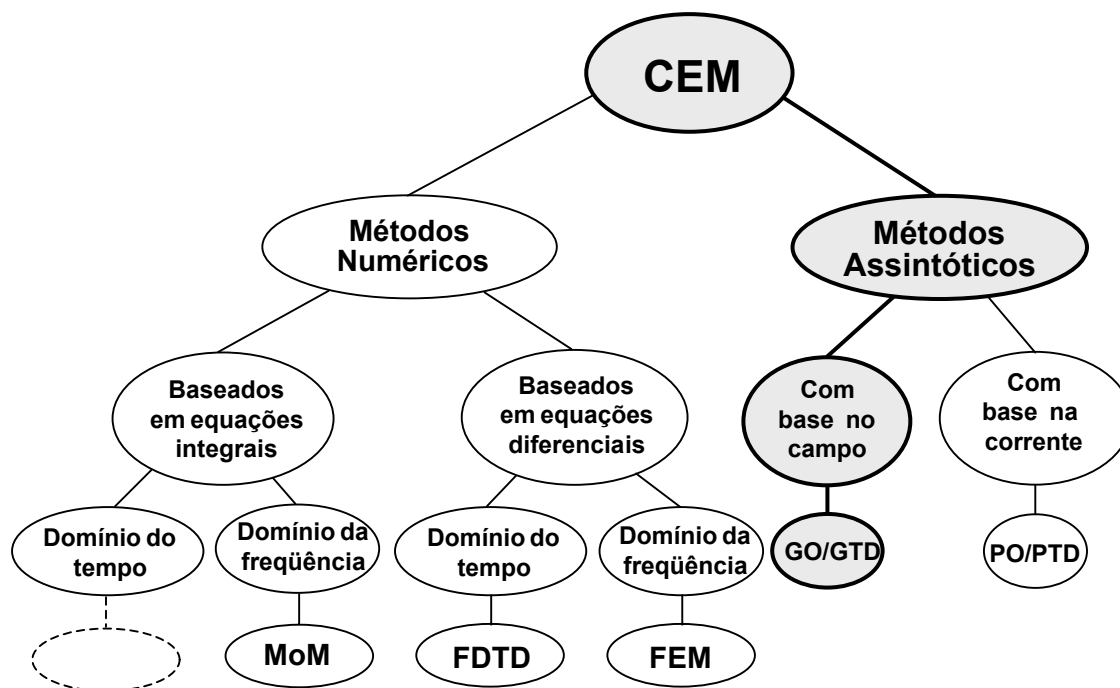 CEM
Métodos
Numéricos
Métodos
Assintóticos
Baseados
em equações
integrais
Baseados
em equações
diferenciais
Com
base no
campo
Com
base na
corrente
Domínio do
tempo
Domínio da
freqüência
Domínio do
tempo
Domínio da
freqüência
GO/GTD
PO/PTD
MoM
FDTD
FEM